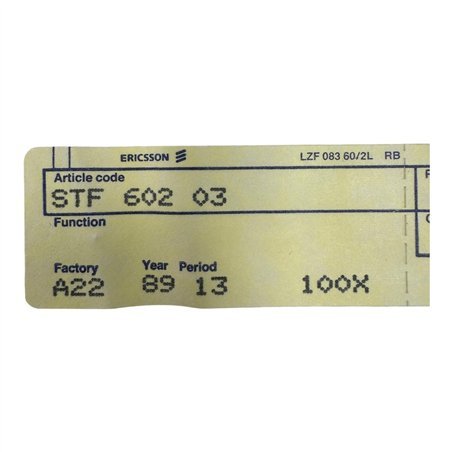 ERICSSON LZF 083 60/2L RB
Article code
STF 602 03
Function
Factory Year Period
A22 89 13 100X